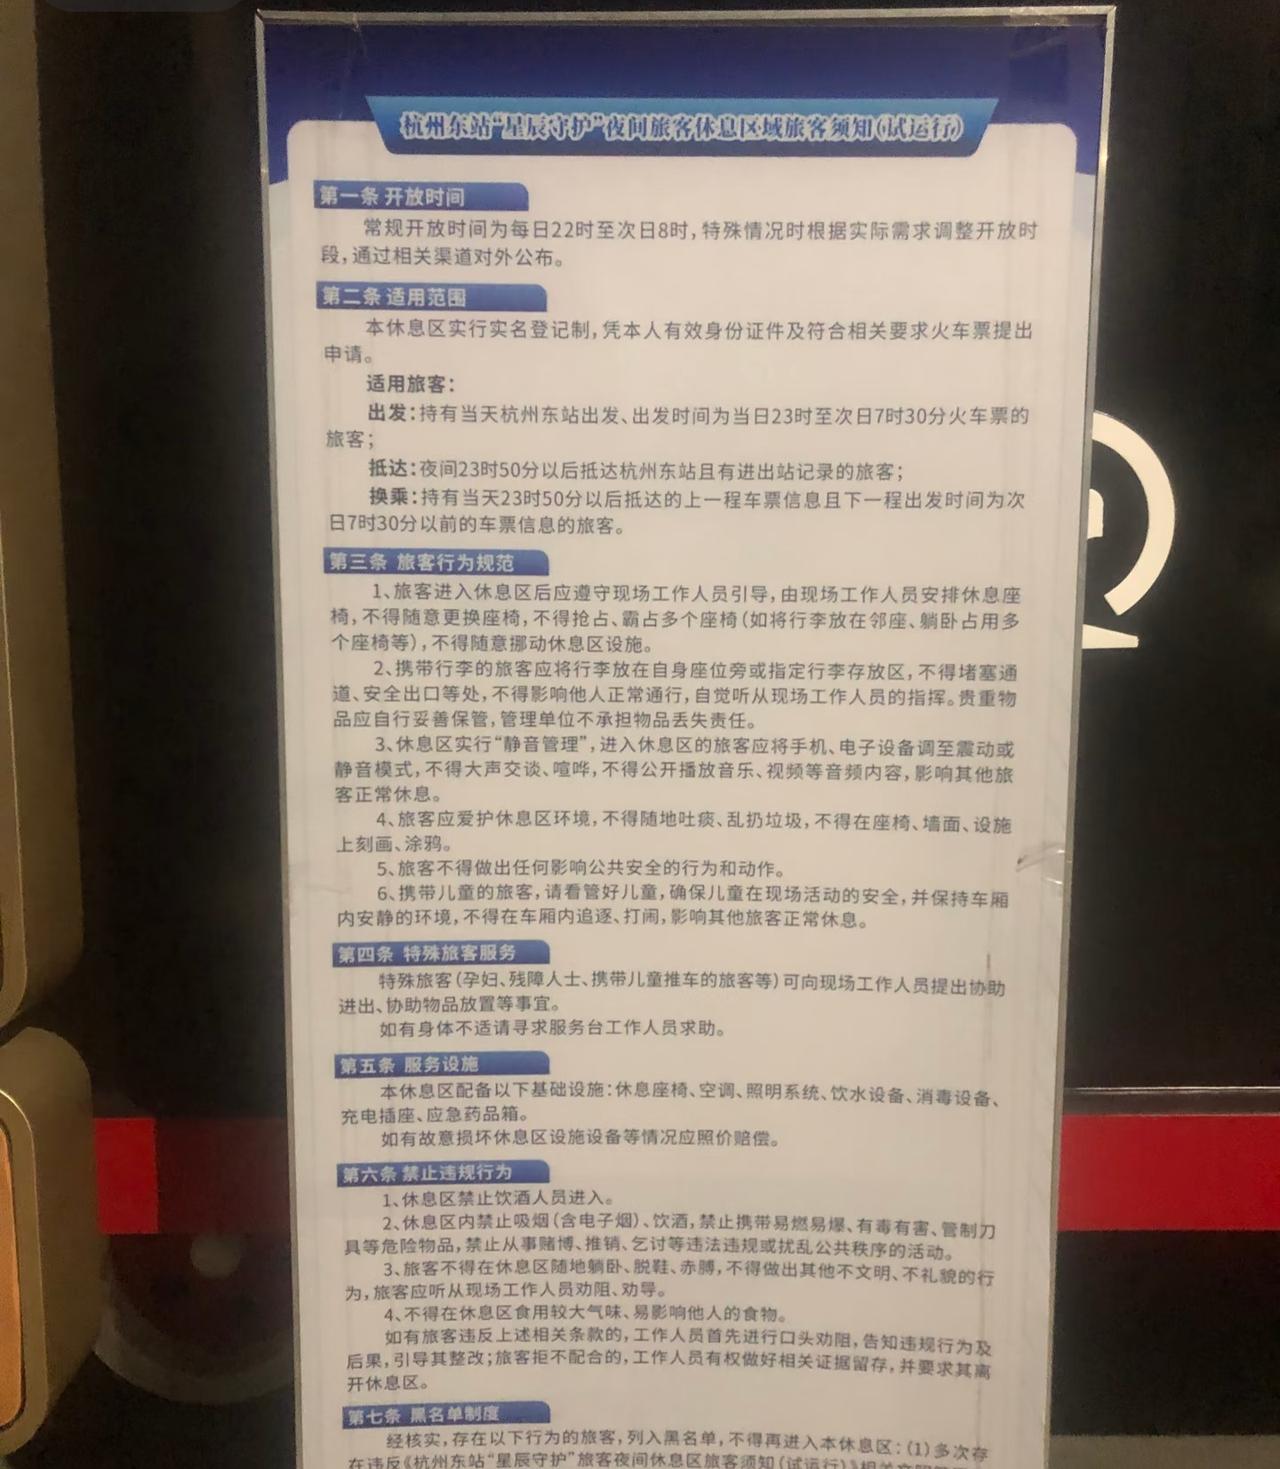 杭州东站“星辰守护”夜间旅客休息区域旅客须知(试运行)
第一条 开放时间
常规开放时间为每日22时至次日8时,特殊情况时根据实际需求调整开放时
段,通过相关渠道对外公布。
第二条 适用范围
本休息区实行实名登记制,凭本人有效身份证件及符合相关要求火车票提出
申请。
适用旅客:
出发:持有当天杭州东站出发、出发时间为当日23时至次日7时30分火车票的
旅客;
抵达:夜间23时50分以后抵达杭州东站且有进出站记录的旅客;
换乘:持有当天23时50分以后抵达的上一程车票信息且下一程出发时间为次
日7时30分以前的车票信息的旅客。
第三条 旅客行为规范
1、旅客进入休息区后应遵守现场工作人员引导,由现场工作人员安排休息座
椅,不得随意更换座椅,不得抢占、霸占多个座椅(如将行李放在邻座、躺卧占用多
个座椅等),不得随意挪动休息区设施。
2、携带行李的旅客应将行李放在自身座位旁或指定行李存放区,不得堵塞通
道、安全出口等处,不得影响他人正常通行,自觉听从现场工作人员的指挥。贵重物
品应自行妥善保管,管理单位不承担物品丢失责任。
3、休息区实行“静音管理”,进入休息区的旅客应将手机、电子设备调至震动或
静音模式,不得大声交谈、喧哗,不得公开播放音乐、视频等音频内容,影响其他旅
客正常休息。
4、旅客应爱护休息区环境,不得随地吐痰、乱扔垃圾,不得在座椅、墙面、设施
上刻画、涂鸦。
5、旅客不得做出任何影响公共安全的行为和动作。
6、携带儿童的旅客,请看管好儿童,确保儿童在现场活动的安全,并保持车厢
内安静的环境,不得在车厢内追逐、打闹,影响其他旅客正常休息。
第四条 特殊旅客服务
特殊旅客(孕妇、残障人士、携带儿童推车的旅客等)可向现场工作人员提出协助
进出、协助物品放置等事宜。
如有身体不适请寻求服务台工作人员求助。
第五条 服务设施
本休息区配备以下基础设施:休息座椅、空调、照明系统、饮水设备、消毒设备、
充电插座、应急药品箱。
如有故意损坏休息区设施设备等情况应照价赔偿。
第六条 禁止违规行为
1、休息区禁止饮酒人员进入。
2、休息区内禁止吸烟(含电子烟)、饮酒,禁止携带易燃易爆、有毒有害、管制刀
具等危险物品,禁止从事赌博、推销、乞讨等违法违规或扰乱公共秩序的活动。
3、旅客不得在休息区随地躺卧、脱鞋、赤膊,不得做出其他不文明、不礼貌的行
为,旅客应听从现场工作人员劝阻、劝导。
4、不得在休息区食用较大气味、易影响他人的食物。
如有旅客违反上述相关条款的,工作人员首先进行口头劝阻,告知违规行为及
后果,引导其整改;旅客拒不配合的,工作人员有权做好相关证据留存,并要求其离
开休息区。
第七条 黑名单制度
经核实,存在以下行为的旅客,列入黑名单,不得再进入本休息区:(1)多次存
在违反《杭州东站“星辰守护”旅客夜间休息区旅客须知(试运行)》相关